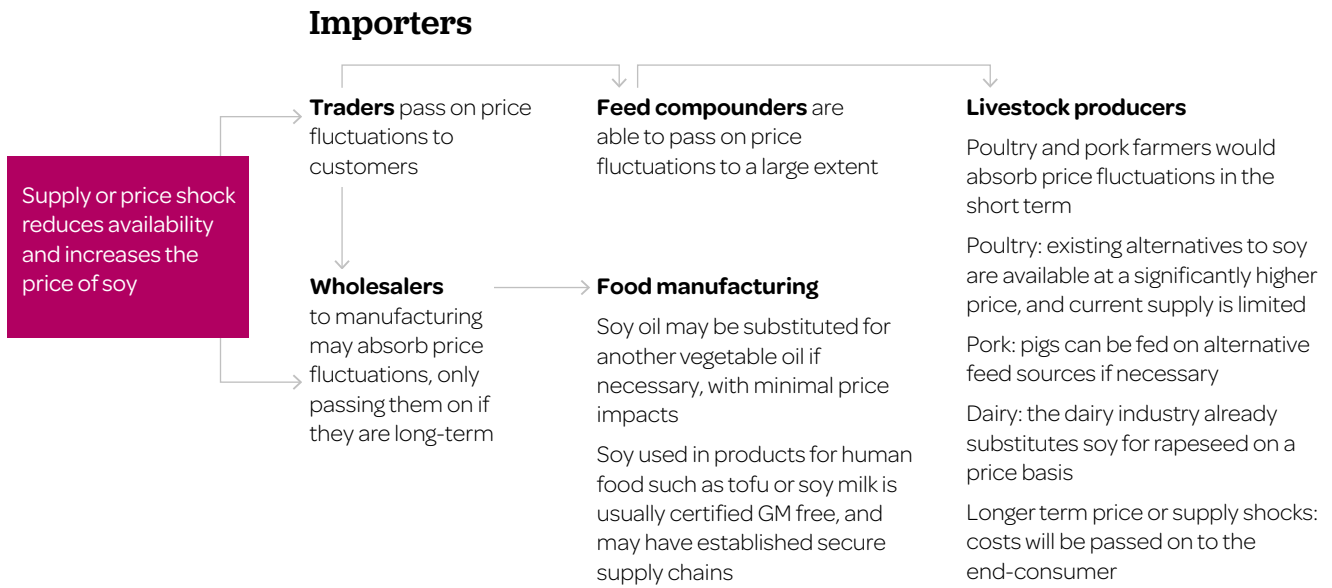 Importers
Supply or price shock
reduces availability
and increases the
price of soy
Traders pass on price
fluctuations to
customers
Wholesalers
to manufacturing
may absorb price
fluctuations, only
passing them on if
they are long-term
Feed compounders are
able to pass on price
fluctuations to a large extent
Food manufacturing
Soy oil may be substituted for
another vegetable oil if
necessary, with minimal price
impacts
Soy used in products for human
food such as tofu or soy milk is
usually certified GM free, and
may have established secure
supply chains
Livestock producers
Poultry and pork farmers would
absorb price fluctuations in the
short term
Poultry: existing alternatives to soy
are available at a significantly higher
price, and current supply is limited
Pork: pigs can be fed on alternative
feed sources if necessary
Dairy: the dairy industry already
substitutes soy for rapeseed on a
price basis
Longer term price or supply shocks:
costs will be passed on to the
end-consumer